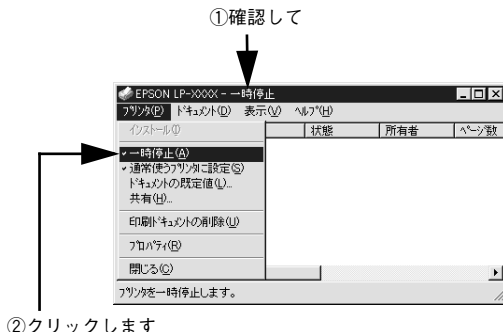 ①確認して
EPSON LP-XXXX - 一時停止
プリンタ(P) ドキュメント(D) 表示(V) ヘルプ(H)
インストール(I)
状態 所有者 ページ数
一時停止(A)
通常使うプリンタに設定(S)
ドキュメントの既定値(L)...
共有(H)...
印刷ドキュメントの削除(U)
プロパティ(R)
閉じる(C)
プリンタを一時停止します。
②クリックします